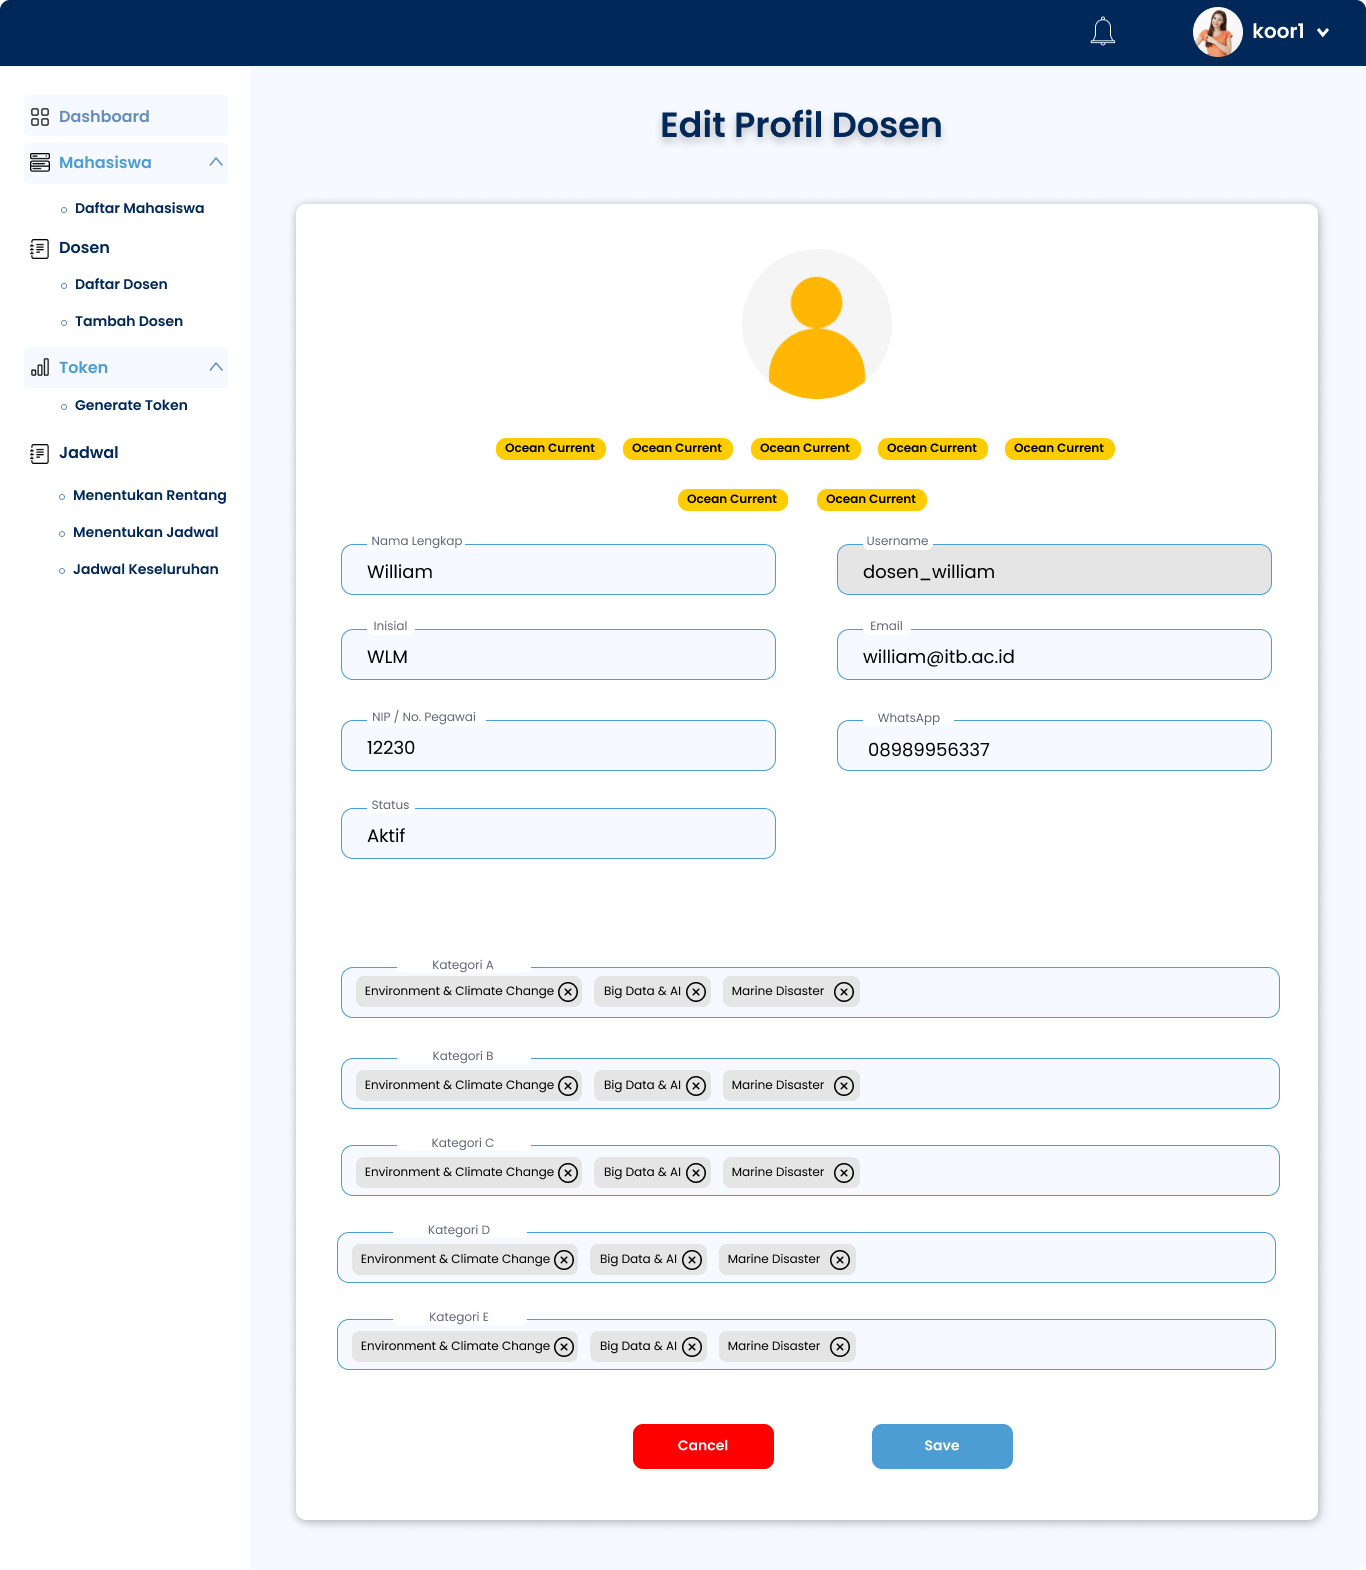 koor1
Dashboard
Mahasiswa
Daftar Mahasiswa
Dosen
Daftar Dosen
Tambah Dosen
Token
Generate Token
Jadwal
Menentukan Rentang
Menentukan Jadwal
Jadwal Keseluruhan
Edit Profil Dosen
Ocean Current Ocean Current Ocean Current Ocean Current Ocean Current
Ocean Current Ocean Current
Nama Lengkap
William
Username
dosen_william
Inisial
WLM
Email
william@itb.ac.id
NIP / No. Pegawai
12230
WhatsApp
08989956337
Status
Aktif
Kategori A
Environment & Climate Change Big Data & AI Marine Disaster
Kategori B
Environment & Climate Change Big Data & AI Marine Disaster
Kategori C
Environment & Climate Change Big Data & AI Marine Disaster
Kategori D
Environment & Climate Change Big Data & AI Marine Disaster
Kategori E
Environment & Climate Change Big Data & AI Marine Disaster
Cancel Save